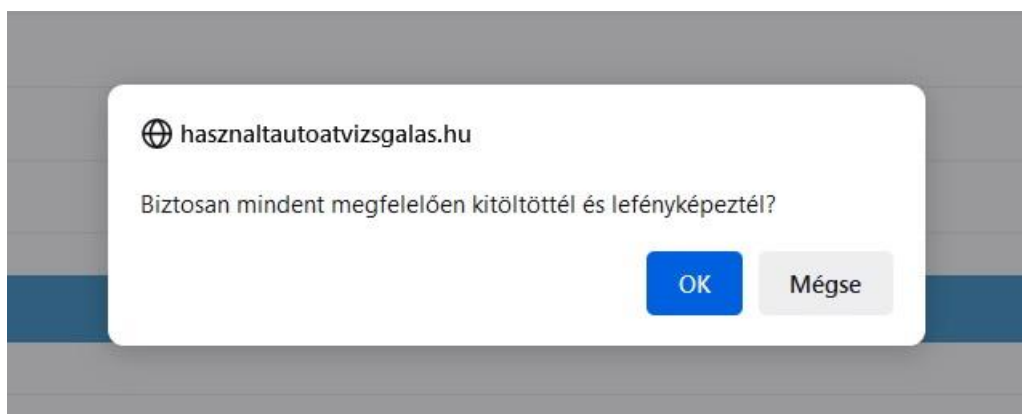 hasznaltautoatvizsgalas.hu
Biztosan mindent megfelelően kitöltöttél és lefényképeztél?
OK Mégse